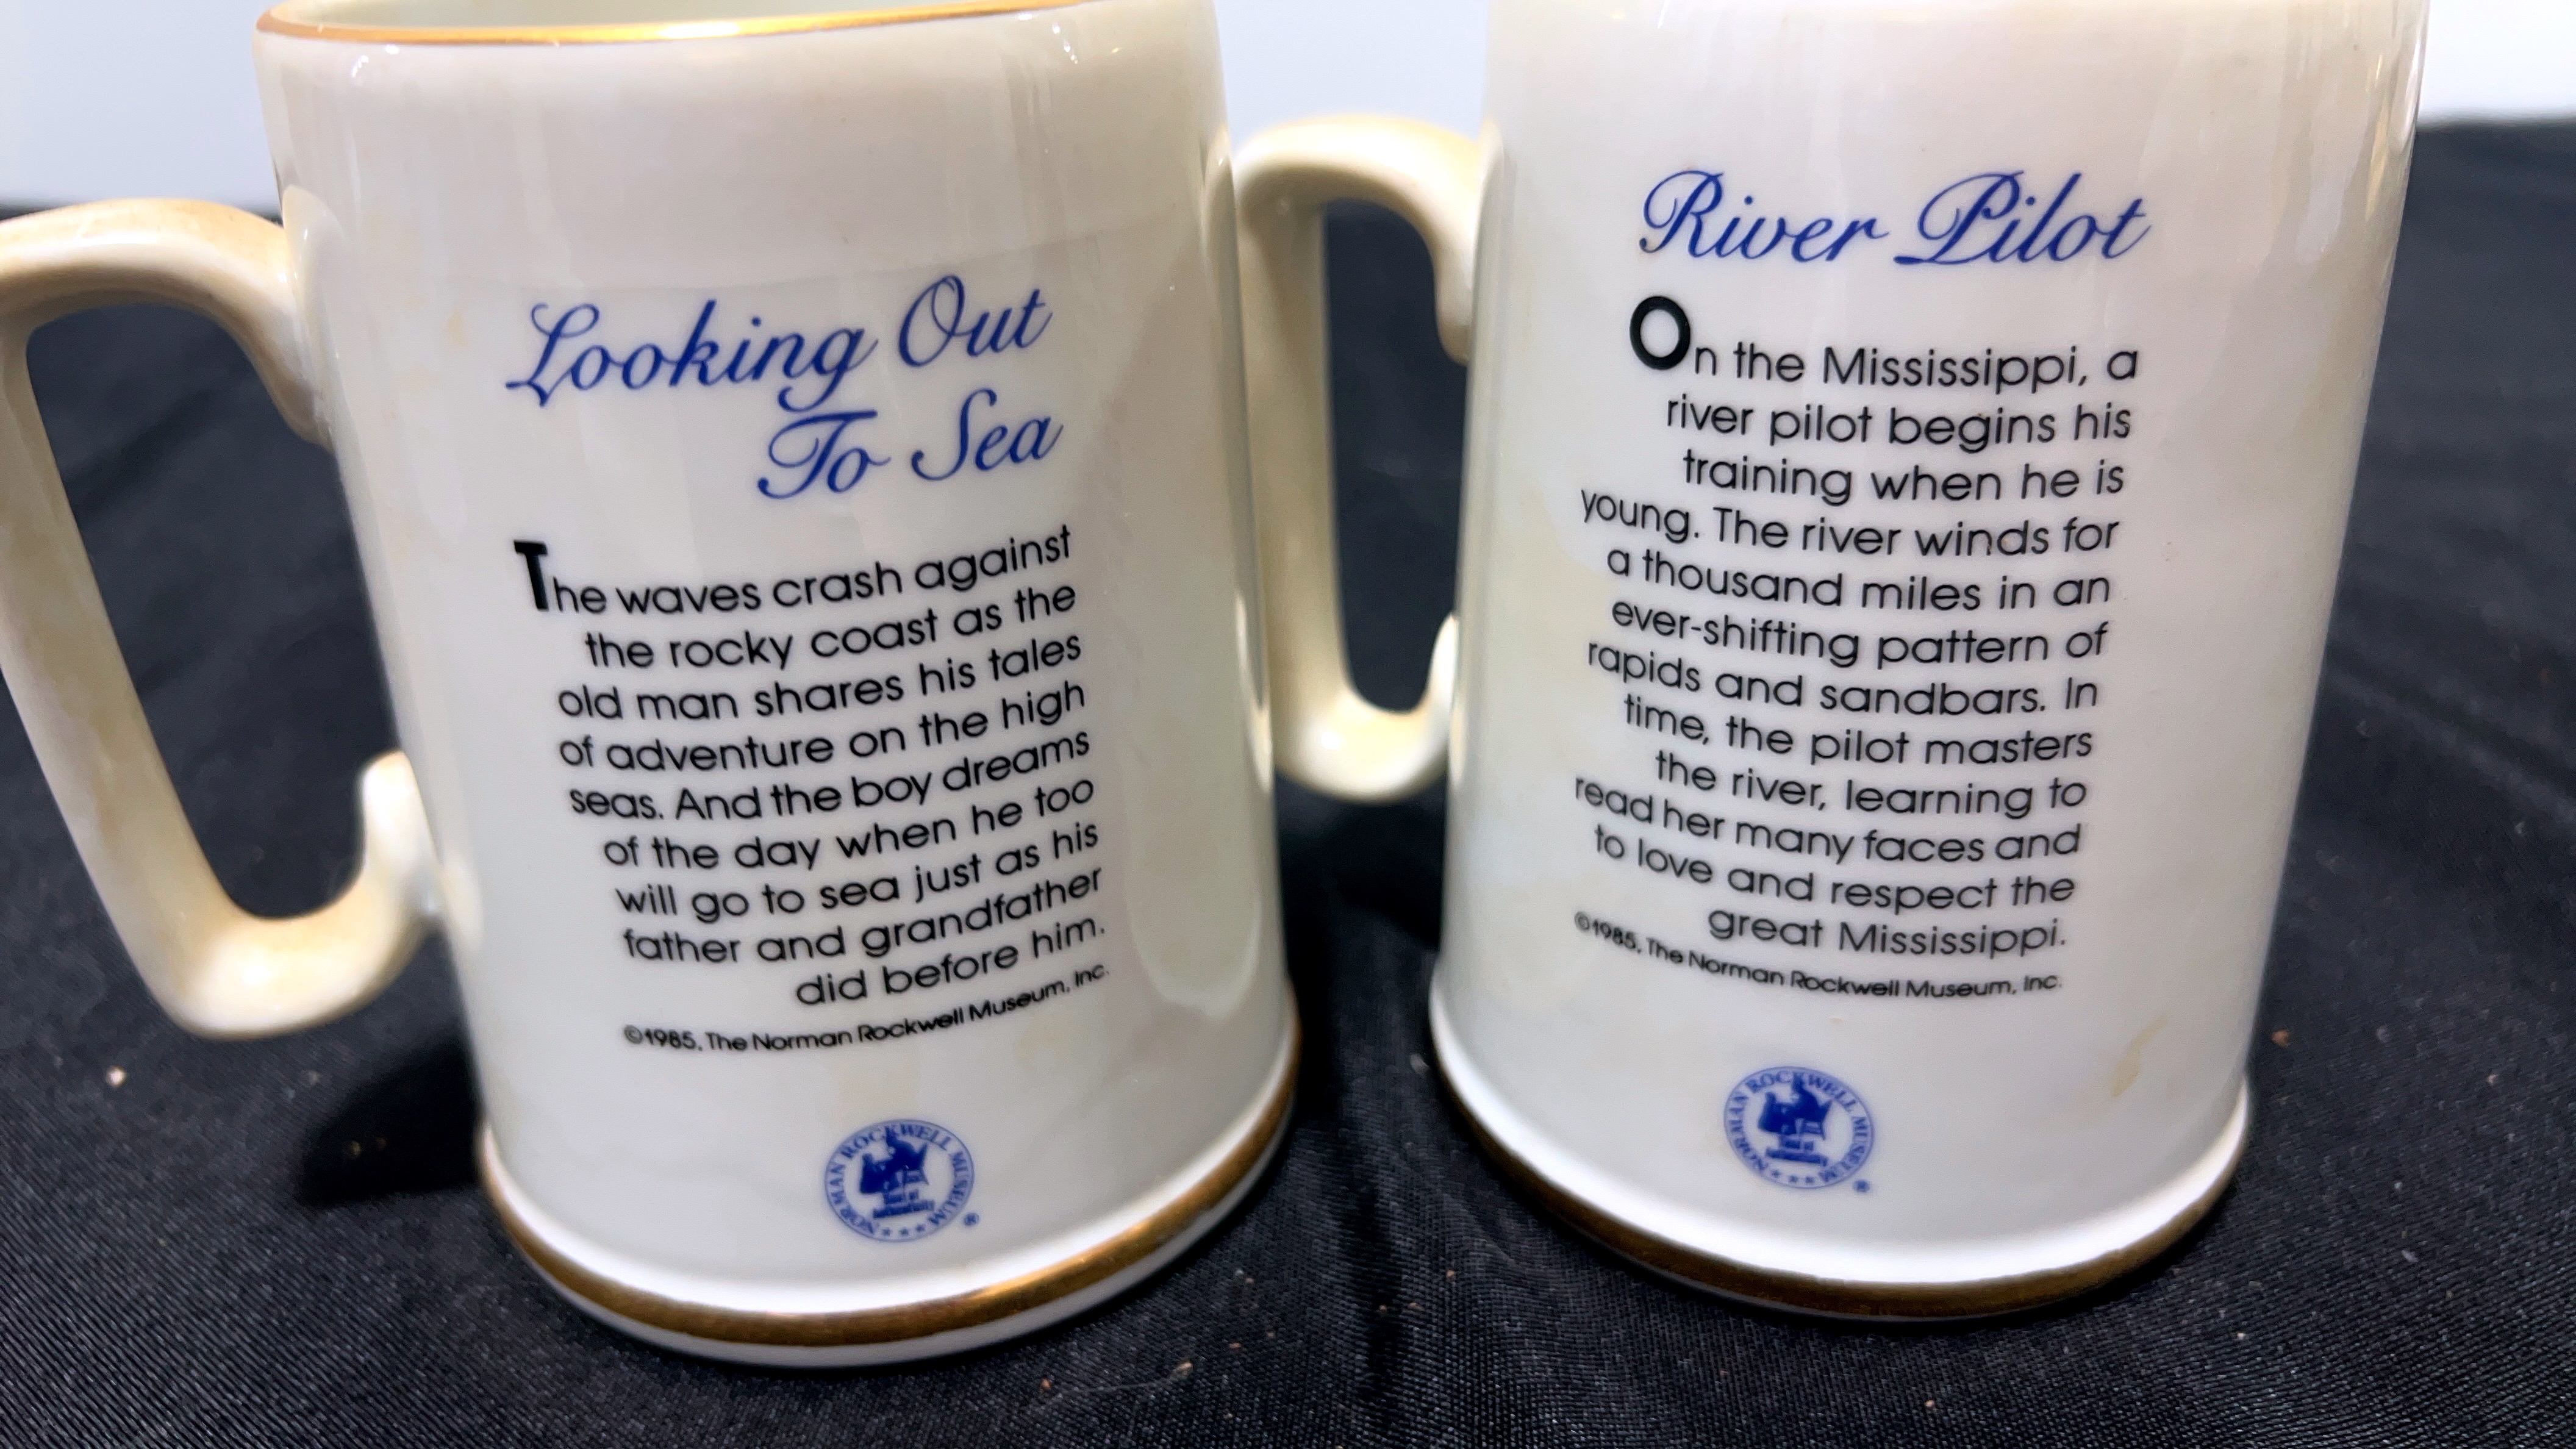 Looking Out
To Sea
The waves crash against
the rocky coast as the
old man shares his tales
of adventure on the high
seas. And the boy dreams
of the day when he too
will go to sea just as his
father and grandfather
did before him.
©1985, The Norman Rockwell Museum, Inc.
NORMAN ROCKWELL MUSEUM
Seal of
Authenticity
®
River Pilot
On the Mississippi, a
river pilot begins his
training when he is
young. The river winds for
a thousand miles in an
ever-shifting pattern of
rapids and sandbars. In
time, the pilot masters
the river, learning to
read her many faces and
to love and respect the
great Mississippi.
©1985, The Norman Rockwell Museum, Inc.
NORMAN ROCKWELL MUSEUM
Seal of
Authenticity
®